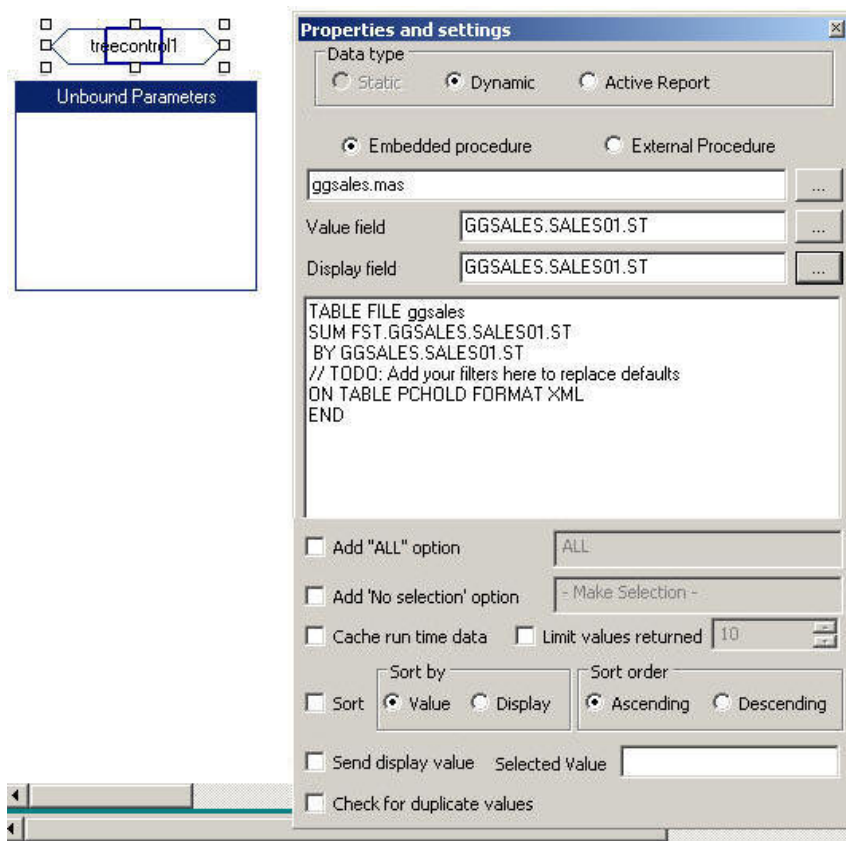 treecontrol1
Unbound Parameters
Properties and settings
Data type
Static Dynamic Active Report
Embedded procedure External Procedure
ggsales.mas ...
Value field GGSALES.SALES01.ST ...
Display field GGSALES.SALES01.ST ...
TABLE FILE ggsales
SUM FST.GGSALES.SALES01.ST
BY GGSALES.SALES01.ST
// TODO: Add your filters here to replace defaults
ON TABLE PCHOLD FORMAT XML
END
Add "ALL" option ALL
Add 'No selection' option - Make Selection -
Cache run time data Limit values returned 10
Sort by Sort order
Sort Value Display Ascending Descending
Send display value Selected Value
Check for duplicate values